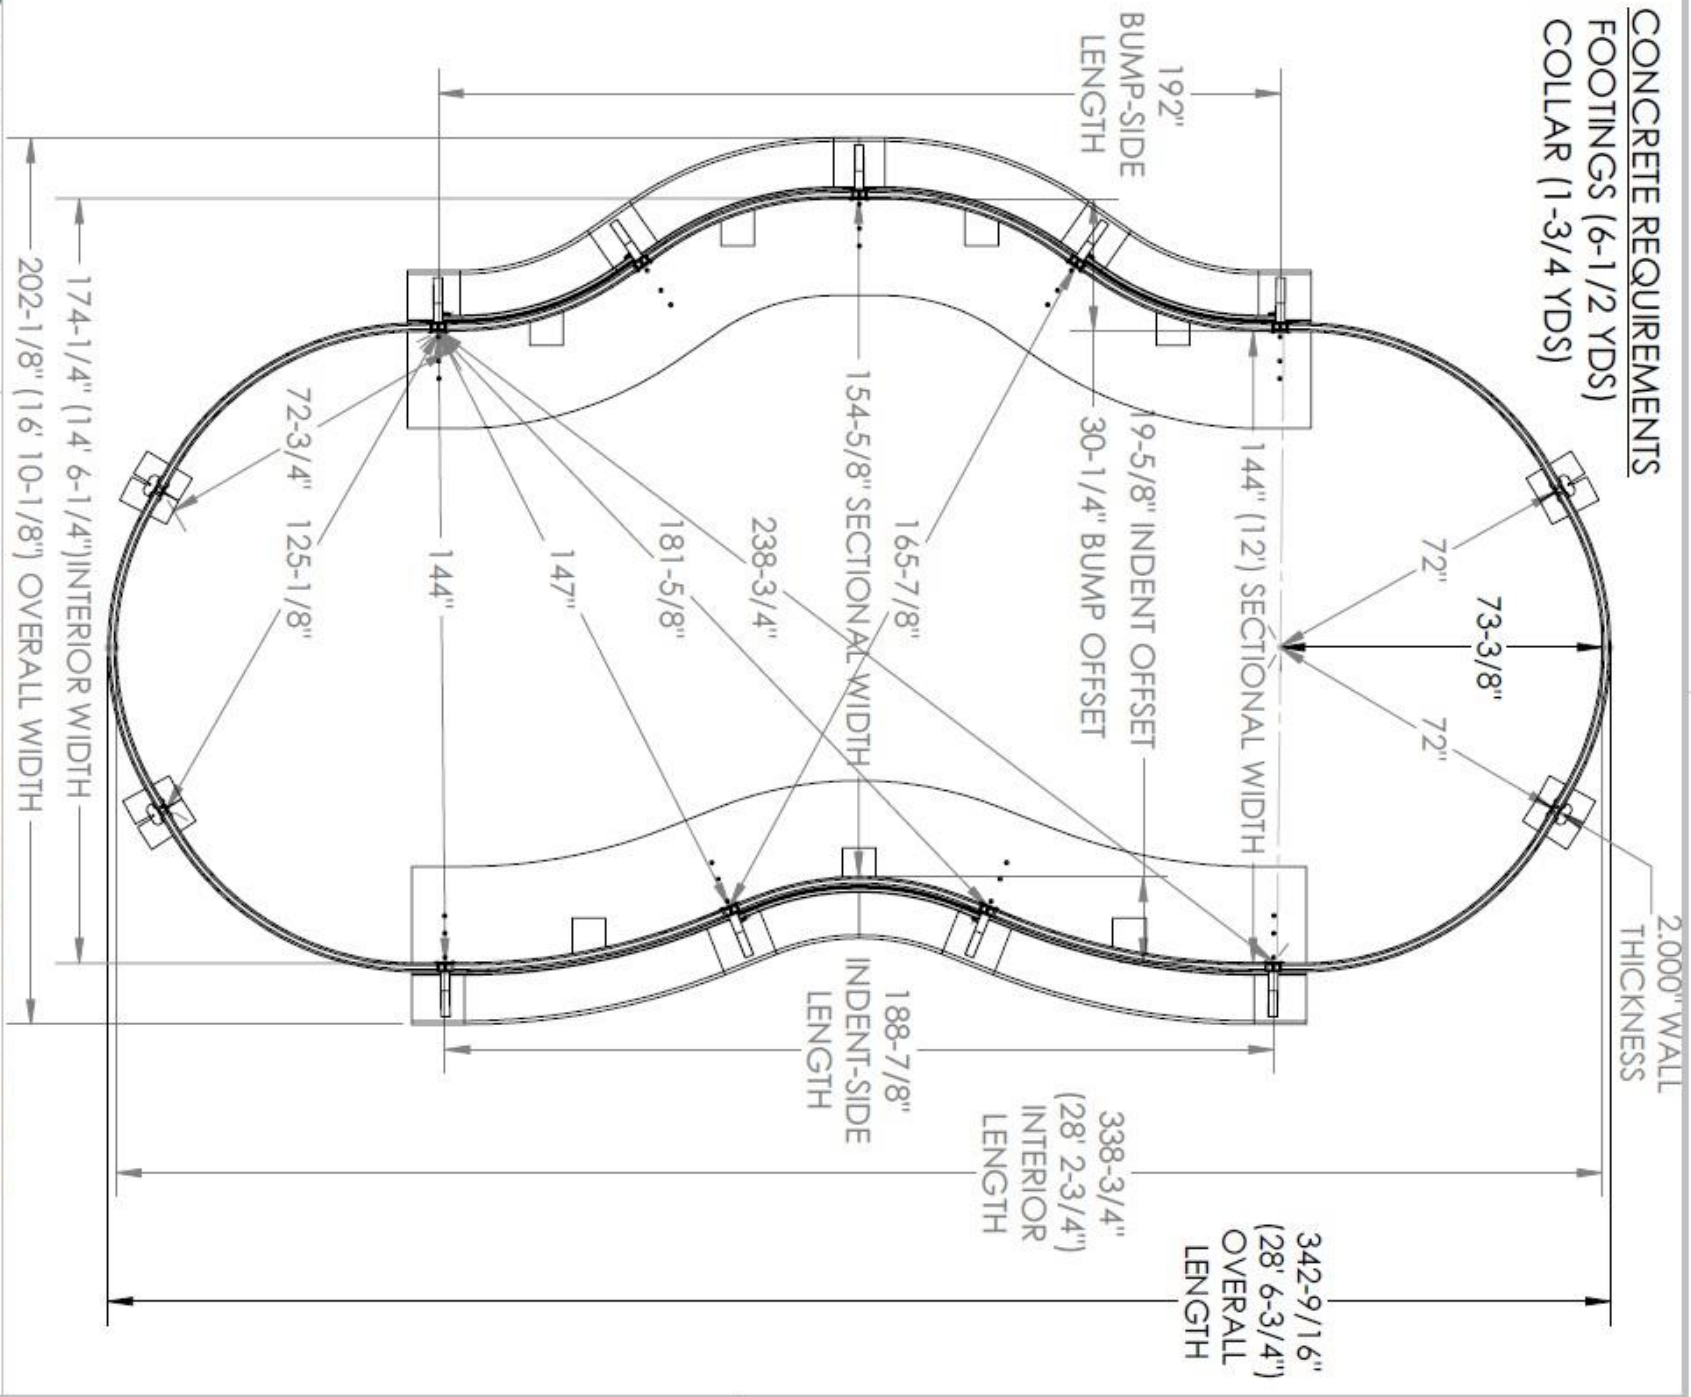 CONCRETE REQUIREMENTS
FOOTINGS (6-1/2 YDS)
COLLAR (1-3/4 YDS)
192"
BUMP-SIDE
LENGTH
72"
73-3/8"
72"
2.000" WALL
THICKNESS
144" (12') SECTIONAL WIDTH
19-5/8" INDENT OFFSET
30-1/4" BUMP OFFSET
165-7/8"
154-5/8" SECTIONAL WIDTH
238-3/4"
181-5/8"
147"
144"
72-3/4"
125-1/8"
174-1/4" (14' 6-1/4")INTERIOR WIDTH
202-1/8" (16' 10-1/8") OVERALL WIDTH
188-7/8"
INDENT-SIDE
LENGTH
338-3/4"
(28' 2-3/4")
INTERIOR
LENGTH
342-9/16"
(28' 6-3/4")
OVERALL
LENGTH